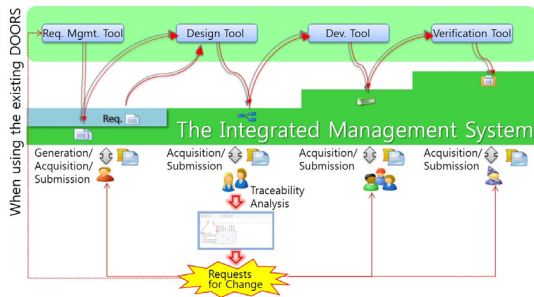 When using the existing DOORS
Req. Mgmt. Tool
Design Tool
Dev. Tool
Verification Tool
Req.
The Integrated Management System
Generation/
Acquisition/
Submission
Acquisition/
Submission
Acquisition/
Submission
Acquisition/
Submission
Traceability
Analysis
Requests
for Change